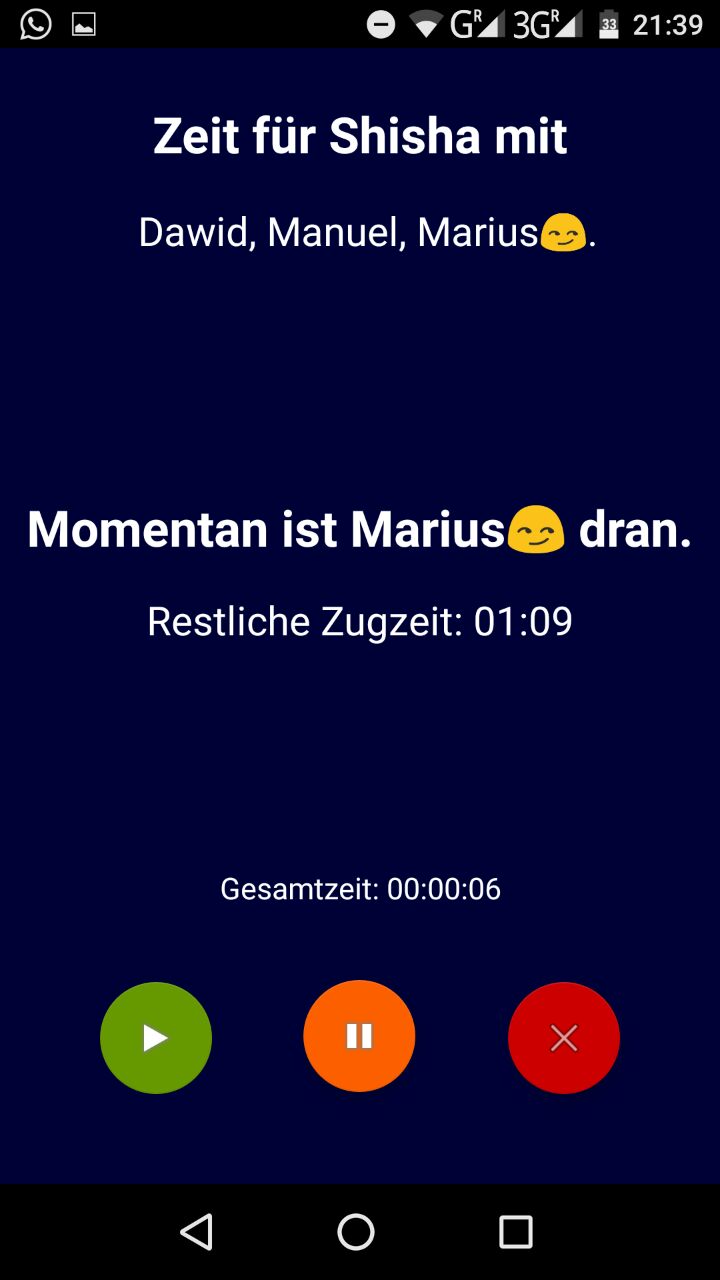 G R 3G R 33 21:39
Zeit für Shisha mit
Dawid, Manuel, Marius😏.
Momentan ist Marius😏 dran.
Restliche Zugzeit: 01:09
Gesamtzeit: 00:00:06